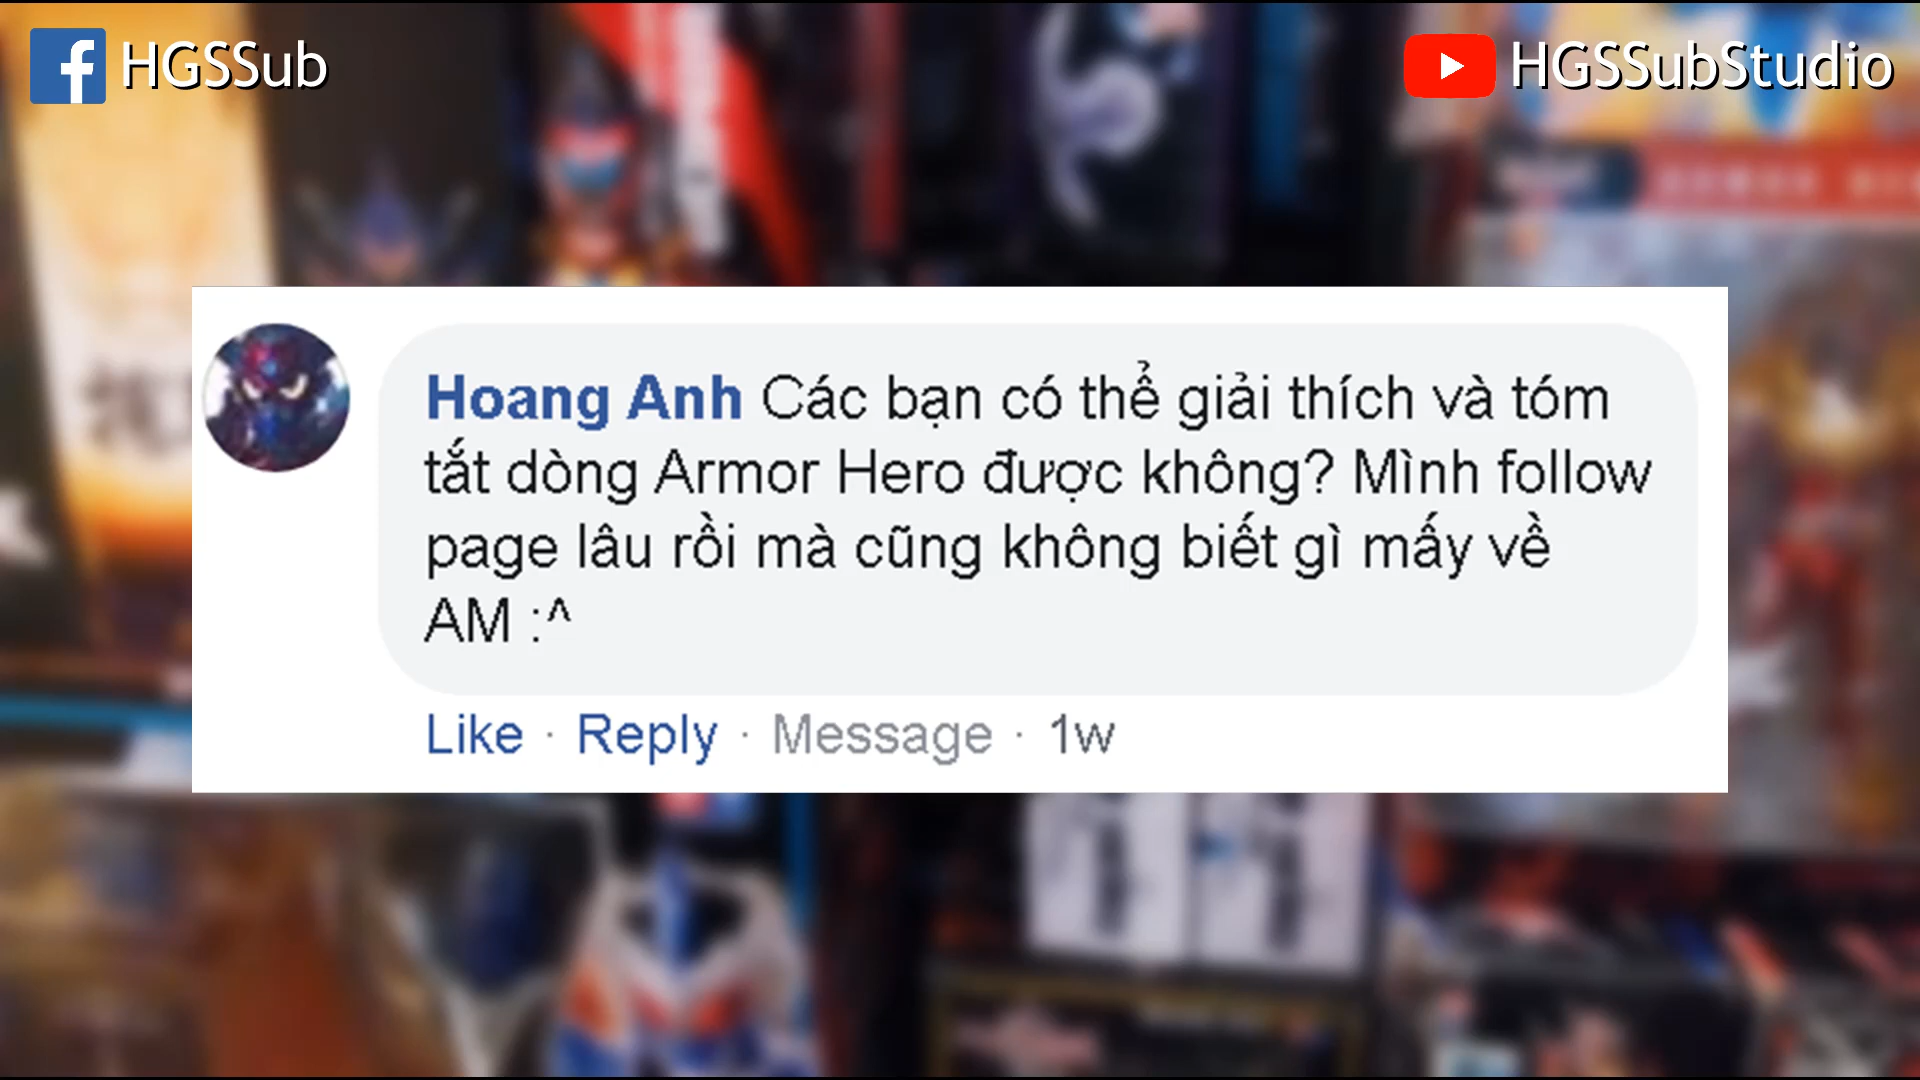 HGSSub
HGSSubStudio
Hoang Anh Các bạn có thể giải thích và tóm
tắt dòng Armor Hero được không? Mình follow
page lâu rồi mà cũng không biết gì mấy về
AM :^
Like · Reply · Message · 1w